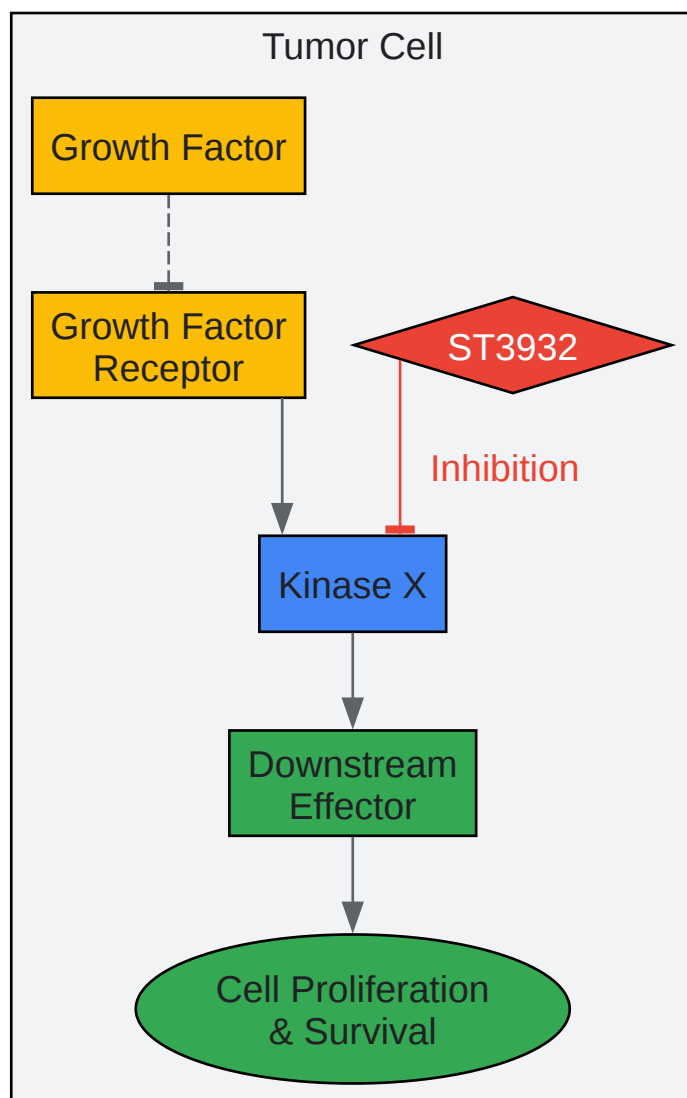 Tumor Cell
Growth Factor
Growth Factor
Receptor
ST3932
Inhibition
Kinase X
Downstream
Effector
Cell Proliferation
& Survival